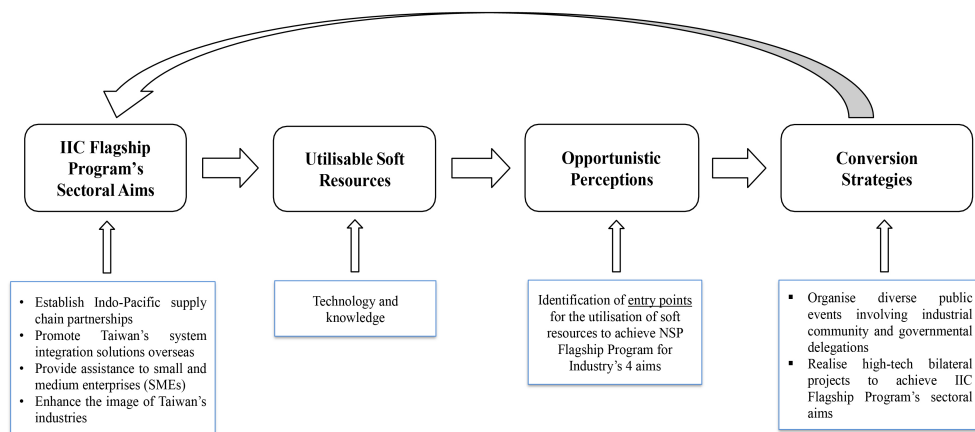 IIC Flagship
Program's
Sectoral Aims
Utilisable Soft
Resources
Opportunistic
Perceptions
Conversion
Strategies
• Establish Indo-Pacific supply
chain partnerships
• Promote Taiwan's system
integration solutions overseas
• Provide assistance to small and
medium enterprises (SMEs)
• Enhance the image of Taiwan's
industries
Technology and
knowledge
Identification of entry points
for the utilisation of soft
resources to achieve NSP
Flagship Program for
Industry's 4 aims
▪ Organise diverse public
events involving industrial
community and governmental
delegations
▪ Realise high-tech bilateral
projects to achieve IIC
Flagship Program's sectoral
aims